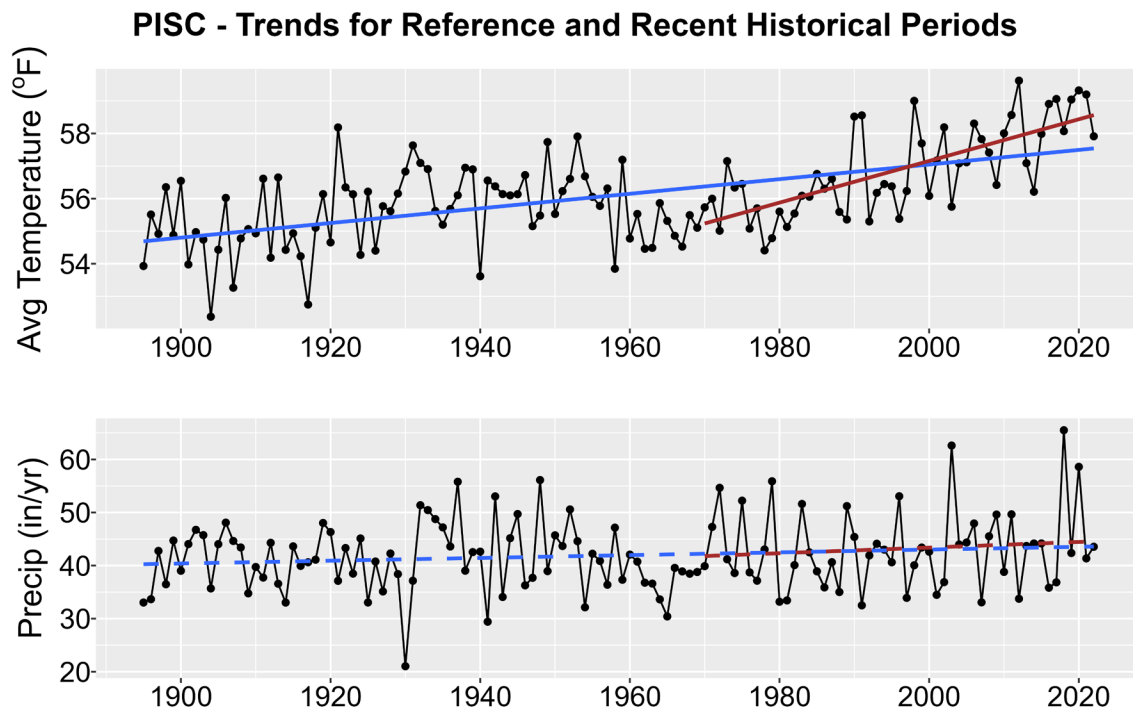 PISC - Trends for Reference and Recent Historical Periods
Avg Temperature (°F)
58
56
54
1900 1920 1940 1960 1980 2000 2020
Precip (in/yr)
60
50
40
30
20
1900 1920 1940 1960 1980 2000 2020